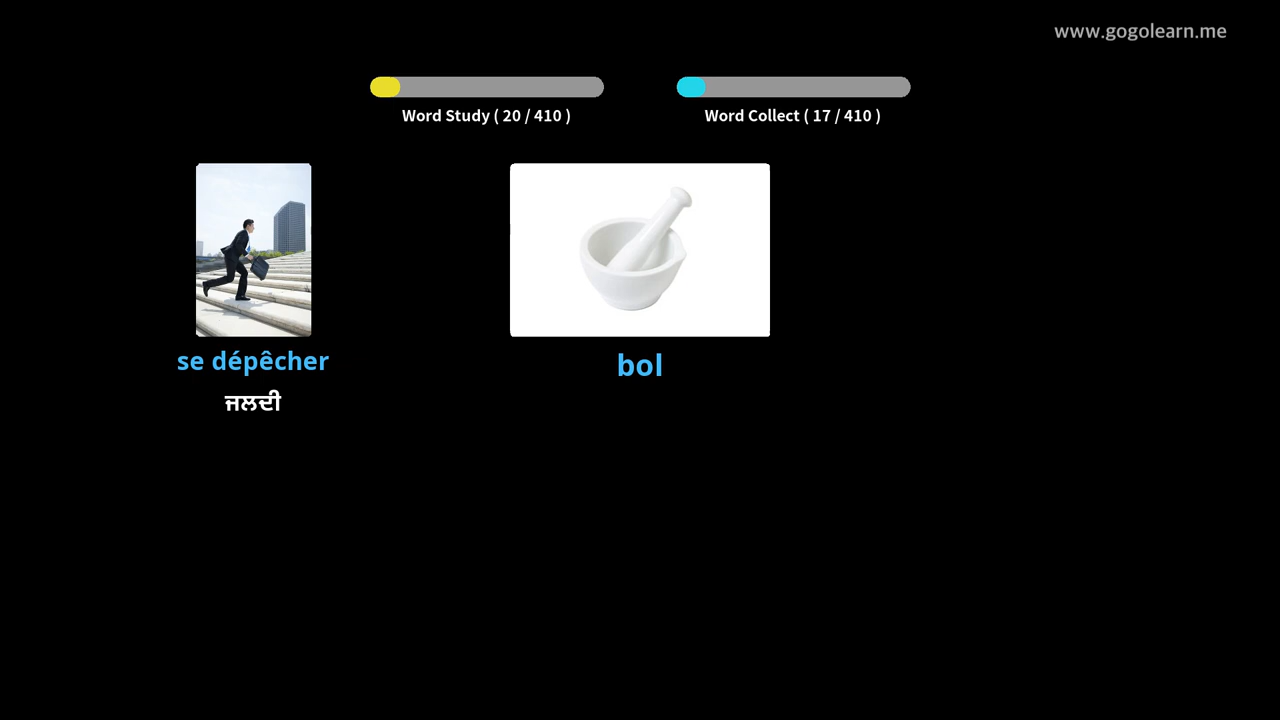 www.gogolearn.me
Word Study ( 20 / 410 )
Word Collect ( 17 / 410 )
se dépêcher
ਜਲਦੀ
bol